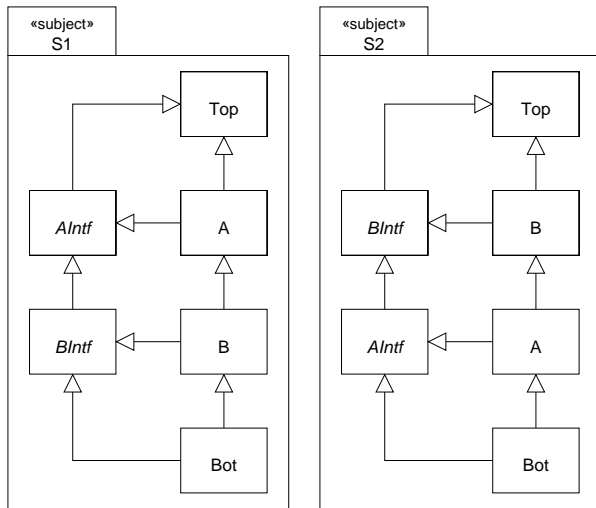 «subject»
S1
Top
AIntf
A
BIntf
B
Bot
«subject»
S2
Top
BIntf
B
AIntf
A
Bot